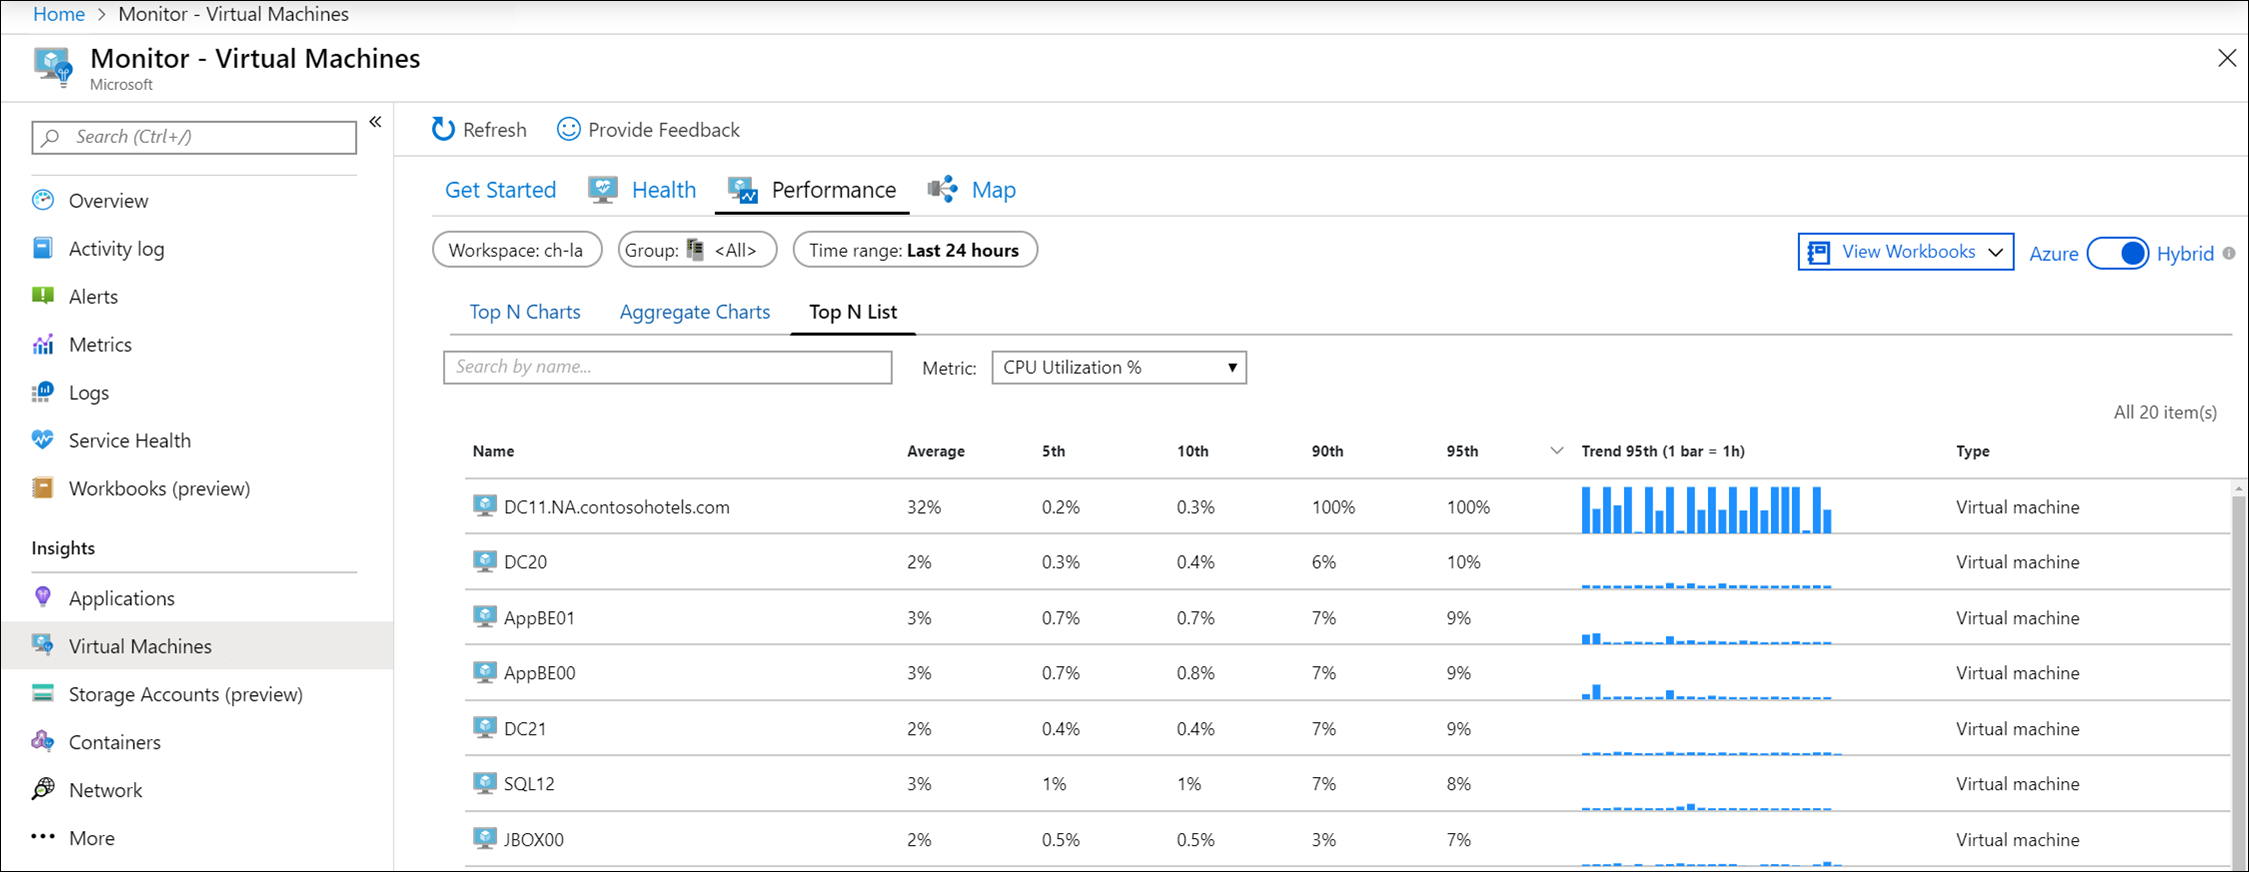 Home > Monitor - Virtual Machines
Monitor - Virtual Machines
Microsoft
Search (Ctrl+/)
«
Overview
Activity log
Alerts
Metrics
Logs
Service Health
Workbooks (preview)
Insights
Applications
Virtual Machines
Storage Accounts (preview)
Containers
Network
More
Refresh Provide Feedback
Get Started Health Performance Map
Workspace: ch-la Group: <All> Time range: Last 24 hours View Workbooks Azure Hybrid
Top N Charts Aggregate Charts Top N List
Search by name... Metric: CPU Utilization %
All 20 item(s)
Name Average 5th 10th 90th 95th Trend 95th (1 bar = 1h) Type
DC11.NA.contosohotels.com 32% 0.2% 0.3% 100% 100% Virtual machine
DC20 2% 0.3% 0.4% 6% 10% Virtual machine
AppBE01 3% 0.7% 0.7% 7% 9% Virtual machine
AppBE00 3% 0.7% 0.8% 7% 9% Virtual machine
DC21 2% 0.4% 0.4% 7% 9% Virtual machine
SQL12 3% 1% 1% 7% 8% Virtual machine
JBOX00 2% 0.5% 0.5% 3% 7% Virtual machine